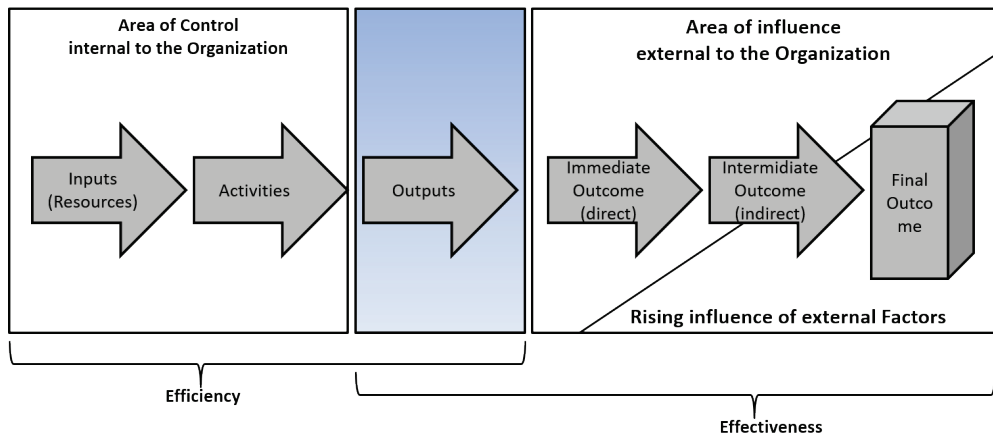 Area of Control
internal to the Organization
Area of influence
external to the Organization
Inputs
(Resources)
Activities
Outputs
Immediate
Outcome
(direct)
Intermidiate
Outcome
(indirect)
Final
Outco
me
Rising influence of external Factors
Efficiency
Effectiveness